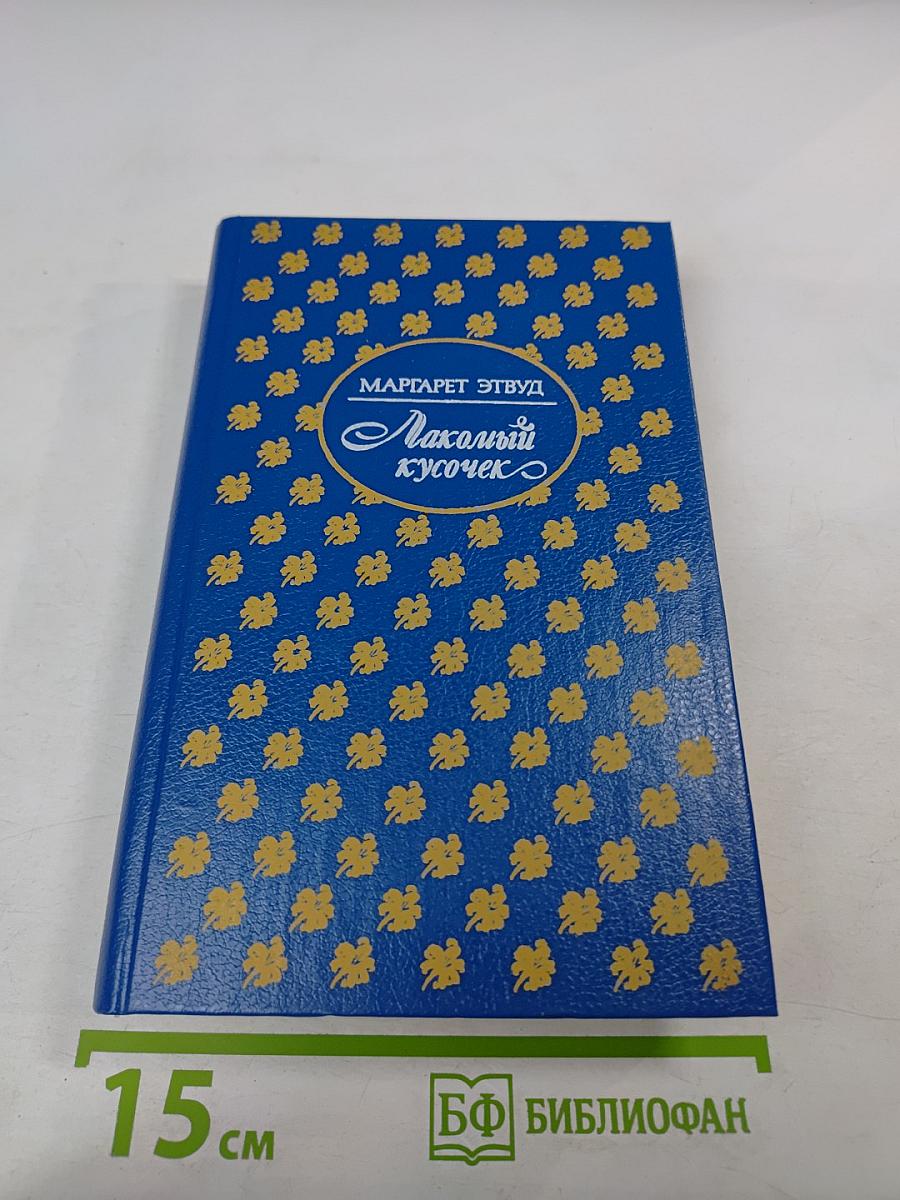 МАРГАРЕТ ЭТВУД
Лакомый
кусочек
15 см
БФ БИБЛИОФАН